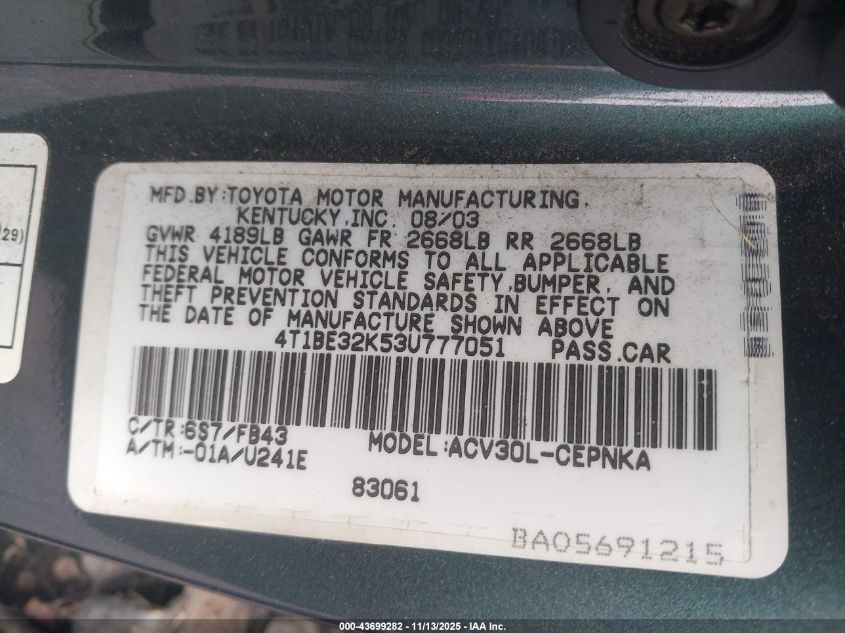 29)
MFD.BY:TOYOTA MOTOR MANUFACTURING,
KENTUCKY,INC. 08/03
GVWR 4189LB GAWR FR 2668LB RR 2668LB
THIS VEHICLE CONFORMS TO ALL APPLICABLE
FEDERAL MOTOR VEHICLE SAFETY,BUMPER, AND
THEFT PREVENTION STANDARDS IN EFFECT ON
THE DATE OF MANUFACTURE SHOWN ABOVE
4T1BE32K53U777051 PASS.CAR
C/TR:6S7/FB43 MODEL:ACV30L-CEPNKA
A/TM:-01A/U241E
83061
BA05691215
000-43699282 - 11/13/2025 - IAA Inc.